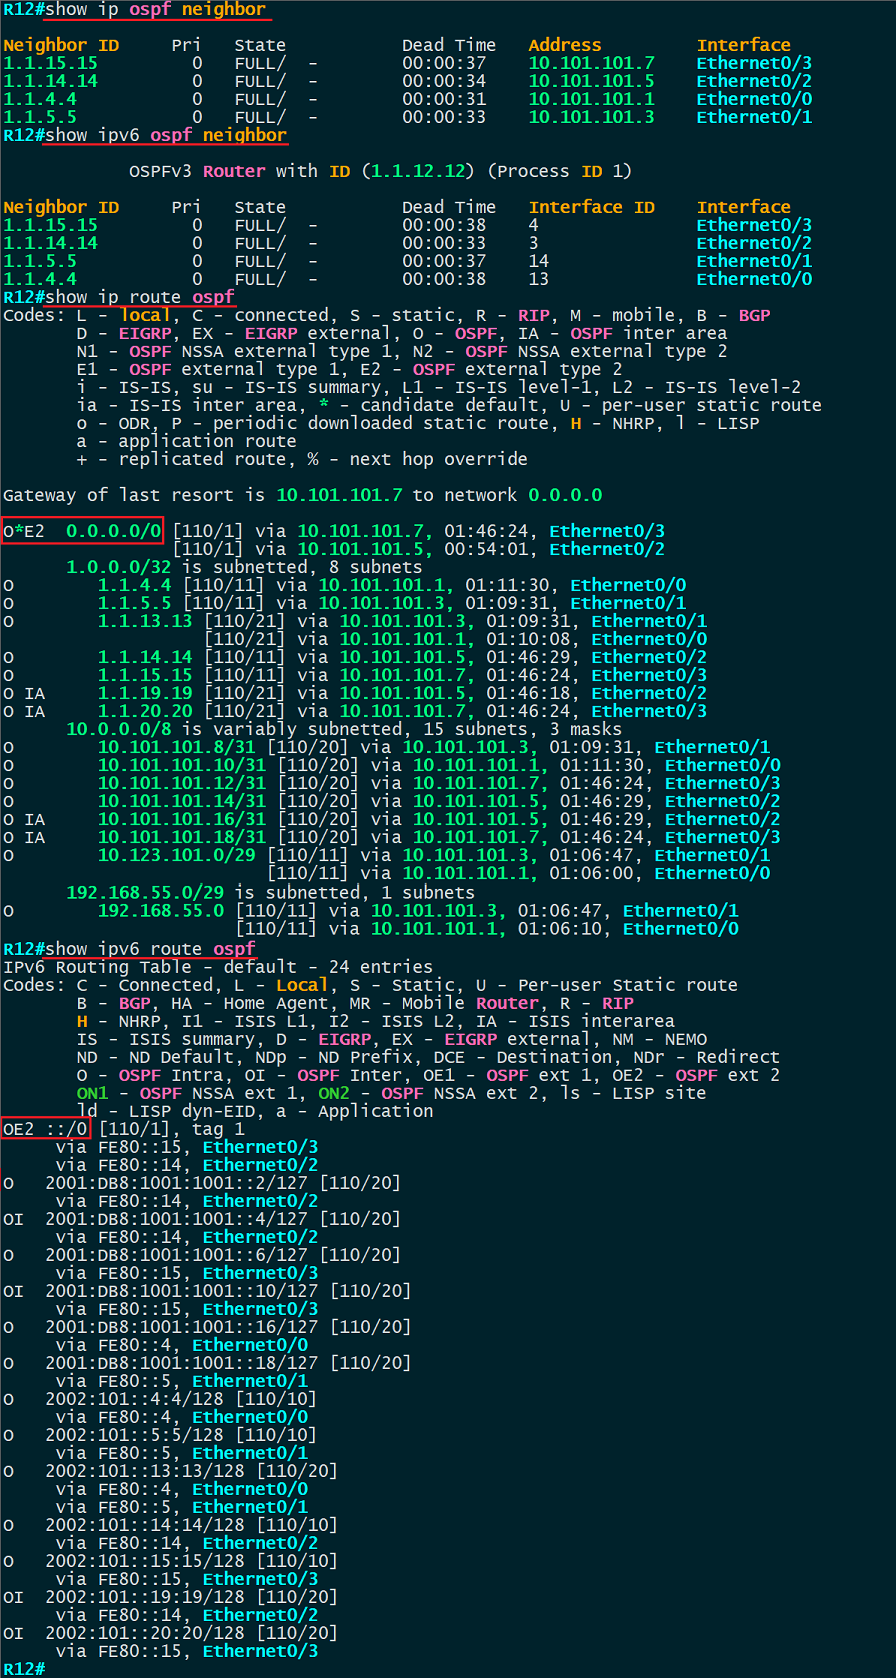 R12#show ip ospf neighbor

Neighbor ID     Pri   State           Dead Time   Address         Interface
1.1.15.15         0   FULL/  -        00:00:37    10.101.101.7    Ethernet0/3
1.1.14.14         0   FULL/  -        00:00:34    10.101.101.5    Ethernet0/2
1.1.4.4           0   FULL/  -        00:00:31    10.101.101.1    Ethernet0/0
1.1.5.5           0   FULL/  -        00:00:33    10.101.101.3    Ethernet0/1
R12#show ipv6 ospf neighbor

            OSPFv3 Router with ID (1.1.12.12) (Process ID 1)

Neighbor ID     Pri   State           Dead Time   Interface ID    Interface
1.1.15.15         0   FULL/  -        00:00:38    4               Ethernet0/3
1.1.14.14         0   FULL/  -        00:00:33    3               Ethernet0/2
1.1.5.5           0   FULL/  -        00:00:37    14              Ethernet0/1
1.1.4.4           0   FULL/  -        00:00:38    13              Ethernet0/0
R12#show ip route ospf
Codes: L - local, C - connected, S - static, R - RIP, M - mobile, B - BGP
       D - EIGRP, EX - EIGRP external, O - OSPF, IA - OSPF inter area
       N1 - OSPF NSSA external type 1, N2 - OSPF NSSA external type 2
       E1 - OSPF external type 1, E2 - OSPF external type 2
       i - IS-IS, su - IS-IS summary, L1 - IS-IS level-1, L2 - IS-IS level-2
       ia - IS-IS inter area, * - candidate default, U - per-user static route
       o - ODR, P - periodic downloaded static route, H - NHRP, l - LISP
       a - application route
       + - replicated route, % - next hop override

Gateway of last resort is 10.101.101.7 to network 0.0.0.0

O*E2  0.0.0.0/0 [110/1] via 10.101.101.7, 01:46:24, Ethernet0/3
                [110/1] via 10.101.101.5, 00:54:01, Ethernet0/2
      1.0.0.0/32 is subnetted, 8 subnets
O        1.1.4.4 [110/11] via 10.101.101.1, 01:11:30, Ethernet0/0
O        1.1.5.5 [110/11] via 10.101.101.3, 01:09:31, Ethernet0/1
O        1.1.13.13 [110/21] via 10.101.101.3, 01:09:31, Ethernet0/1
                   [110/21] via 10.101.101.1, 01:10:08, Ethernet0/0
O        1.1.14.14 [110/11] via 10.101.101.5, 01:46:29, Ethernet0/2
O        1.1.15.15 [110/11] via 10.101.101.7, 01:46:24, Ethernet0/3
O IA     1.1.19.19 [110/21] via 10.101.101.5, 01:46:18, Ethernet0/2
O IA     1.1.20.20 [110/21] via 10.101.101.7, 01:46:24, Ethernet0/3
      10.0.0.0/8 is variably subnetted, 15 subnets, 3 masks
O        10.101.101.8/31 [110/20] via 10.101.101.3, 01:09:31, Ethernet0/1
O        10.101.101.10/31 [110/20] via 10.101.101.1, 01:11:30, Ethernet0/0
O        10.101.101.12/31 [110/20] via 10.101.101.7, 01:46:24, Ethernet0/3
O        10.101.101.14/31 [110/20] via 10.101.101.5, 01:46:29, Ethernet0/2
O IA     10.101.101.16/31 [110/20] via 10.101.101.5, 01:46:29, Ethernet0/2
O IA     10.101.101.18/31 [110/20] via 10.101.101.7, 01:46:24, Ethernet0/3
O        10.123.101.0/29 [110/11] via 10.101.101.3, 01:06:47, Ethernet0/1
                         [110/11] via 10.101.101.1, 01:06:00, Ethernet0/0
      192.168.55.0/29 is subnetted, 1 subnets
O        192.168.55.0 [110/11] via 10.101.101.3, 01:06:47, Ethernet0/1
                      [110/11] via 10.101.101.1, 01:06:10, Ethernet0/0
R12#show ipv6 route ospf
IPv6 Routing Table - default - 24 entries
Codes: C - Connected, L - Local, S - Static, U - Per-user Static route
       B - BGP, HA - Home Agent, MR - Mobile Router, R - RIP
       H - NHRP, I1 - ISIS L1, I2 - ISIS L2, IA - ISIS interarea
       IS - ISIS summary, D - EIGRP, EX - EIGRP external, NM - NEMO
       ND - ND Default, NDp - ND Prefix, DCE - Destination, NDr - Redirect
       O - OSPF Intra, OI - OSPF Inter, OE1 - OSPF ext 1, OE2 - OSPF ext 2
       ON1 - OSPF NSSA ext 1, ON2 - OSPF NSSA ext 2, ls - LISP site
       ld - LISP dyn-EID, a - Application
OE2 ::/0 [110/1], tag 1
     via FE80::15, Ethernet0/3
     via FE80::14, Ethernet0/2
O   2001:DB8:1001:1001::2/127 [110/20]
     via FE80::14, Ethernet0/2
OI  2001:DB8:1001:1001::4/127 [110/20]
     via FE80::14, Ethernet0/2
O   2001:DB8:1001:1001::6/127 [110/20]
     via FE80::15, Ethernet0/3
OI  2001:DB8:1001:1001::10/127 [110/20]
     via FE80::15, Ethernet0/3
O   2001:DB8:1001:1001::16/127 [110/20]
     via FE80::4, Ethernet0/0
O   2001:DB8:1001:1001::18/127 [110/20]
     via FE80::5, Ethernet0/1
O   2002:101::4:4/128 [110/10]
     via FE80::4, Ethernet0/0
O   2002:101::5:5/128 [110/10]
     via FE80::5, Ethernet0/1
O   2002:101::13:13/128 [110/20]
     via FE80::4, Ethernet0/0
     via FE80::5, Ethernet0/1
O   2002:101::14:14/128 [110/10]
     via FE80::14, Ethernet0/2
O   2002:101::15:15/128 [110/10]
     via FE80::15, Ethernet0/3
OI  2002:101::19:19/128 [110/20]
     via FE80::14, Ethernet0/2
OI  2002:101::20:20/128 [110/20]
     via FE80::15, Ethernet0/3
R12#